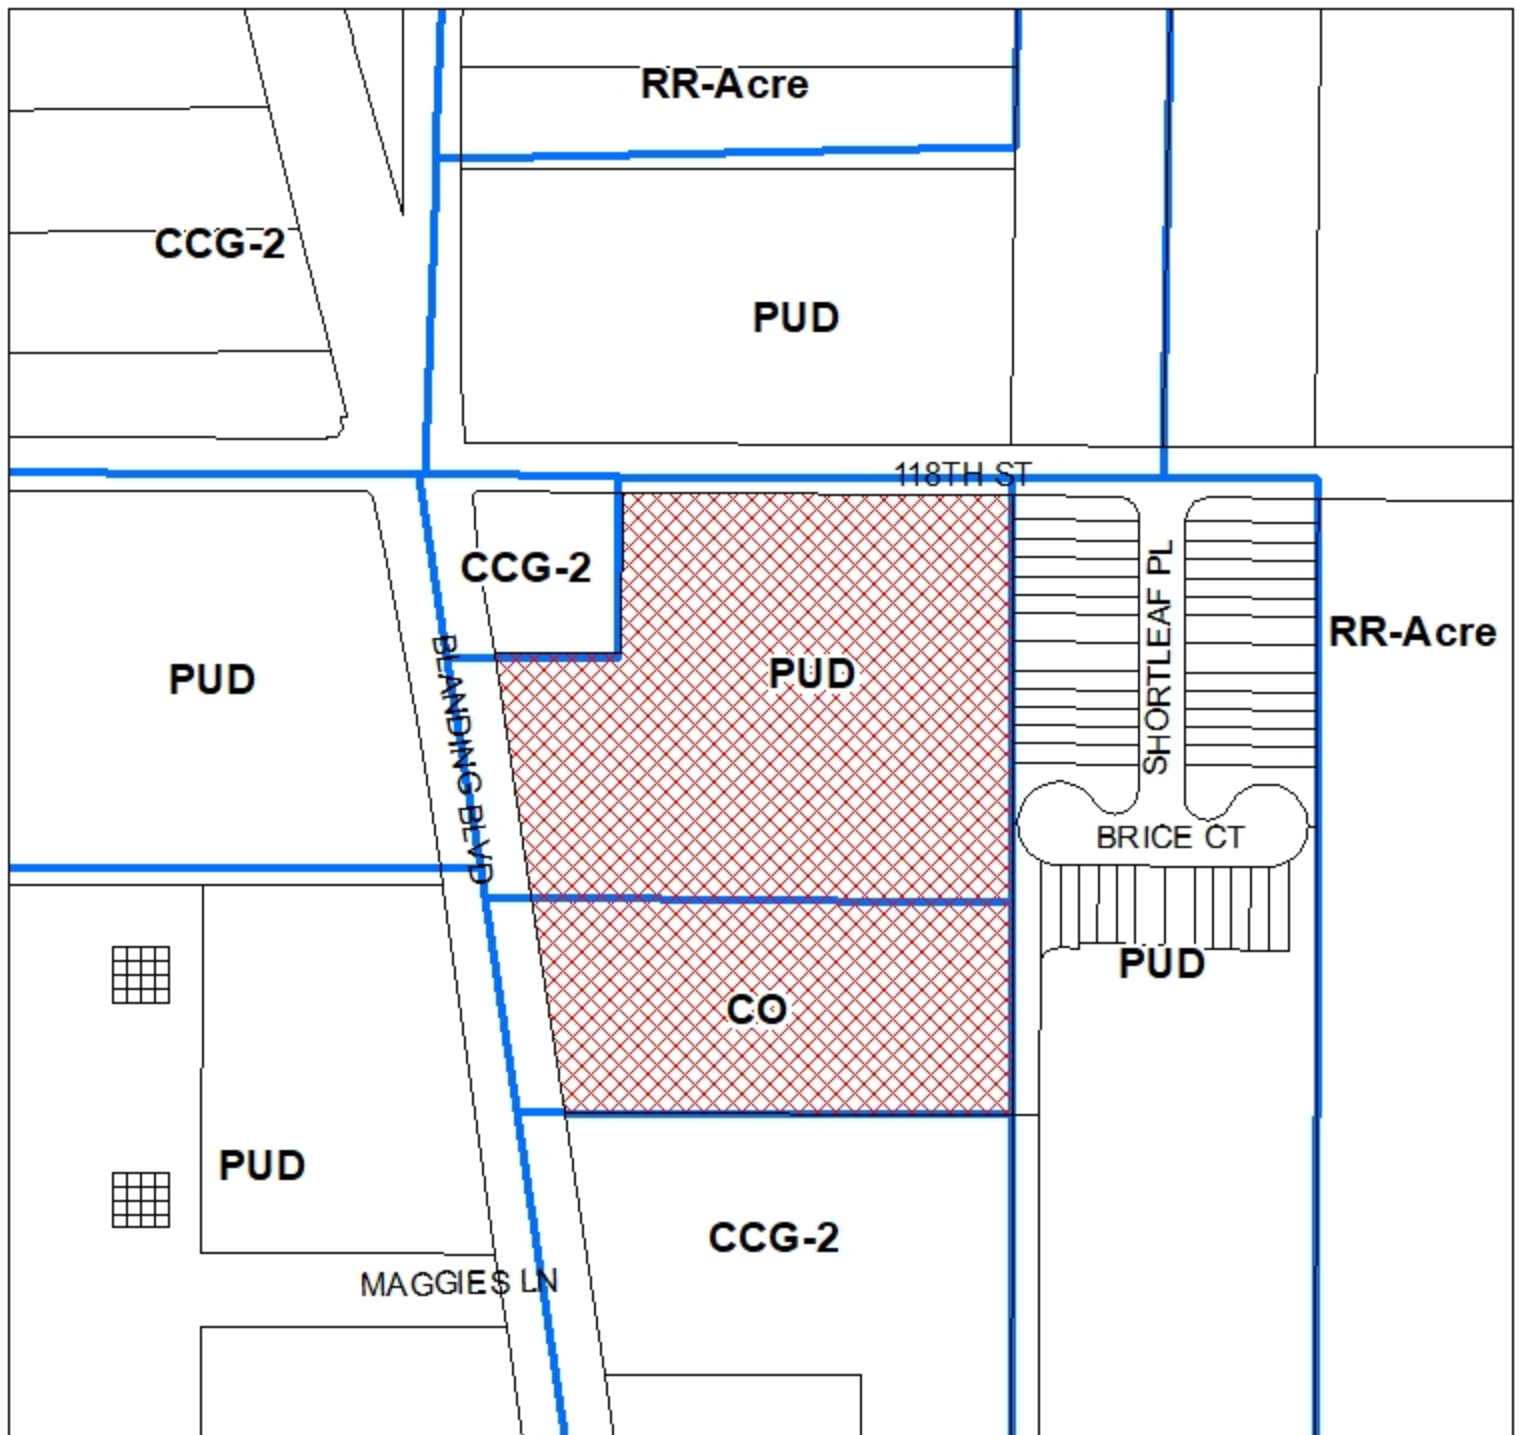 RR-Acre
CCG-2
PUD
118TH ST
CCG-2
SHORTLEAF PL
RR-Acre
PUD
PUD
BLANDING BLVD
BRICE CT
PUD
CO
PUD
CCG-2
MAGGIES LN